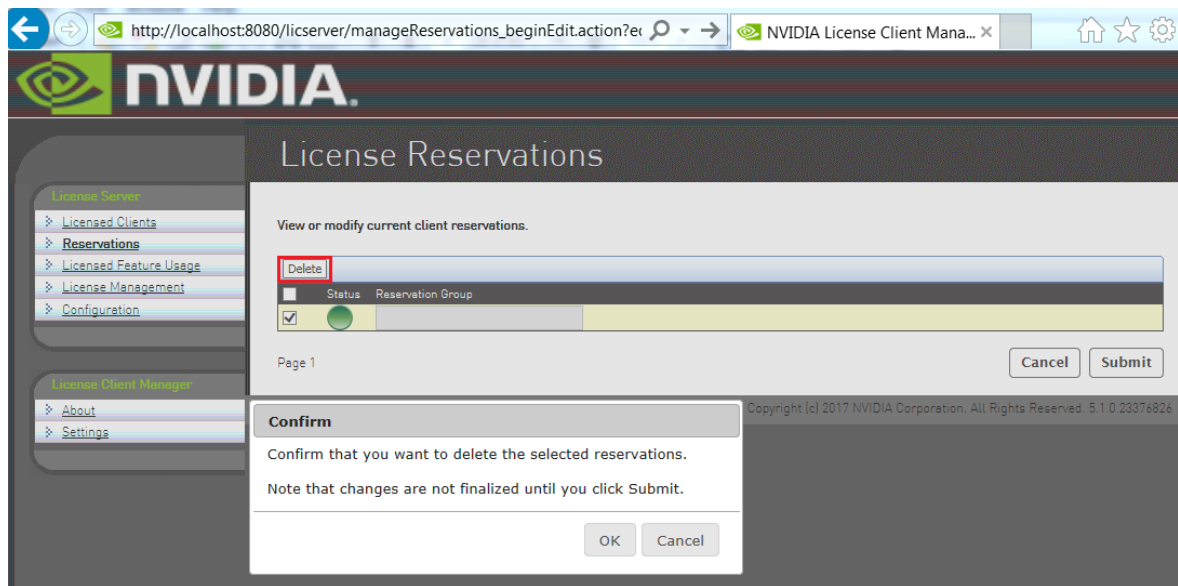 http://localhost:8080/licserver/manageReservations_beginEdit.action?ec
NVIDIA License Client Mana...
NVIDIA.
License Reservations
License Server
Licensed Clients
Reservations
Licensed Feature Usage
License Management
Configuration
View or modify current client reservations.
Delete
Status Reservation Group
Page 1
Cancel Submit
License Client Manager
About
Settings
Copyright (c) 2017 NVIDIA Corporation. All Rights Reserved. 5.1.0.23376826
Confirm
Confirm that you want to delete the selected reservations.
Note that changes are not finalized until you click Submit.
OK Cancel